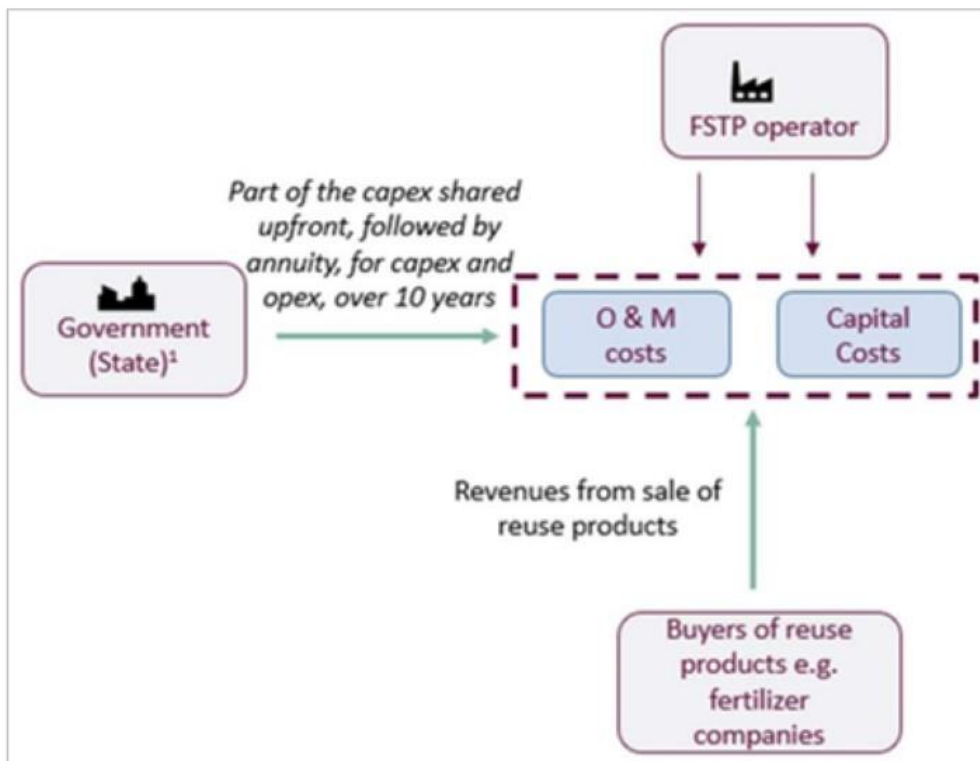 FSTP operator
Part of the capex shared
upfront, followed by
annuity, for capex and
opex, over 10 years
Government
(State)¹
O & M
costs
Capital
Costs
Revenues from sale of
reuse products
Buyers of reuse
products e.g.
fertilizer
companies